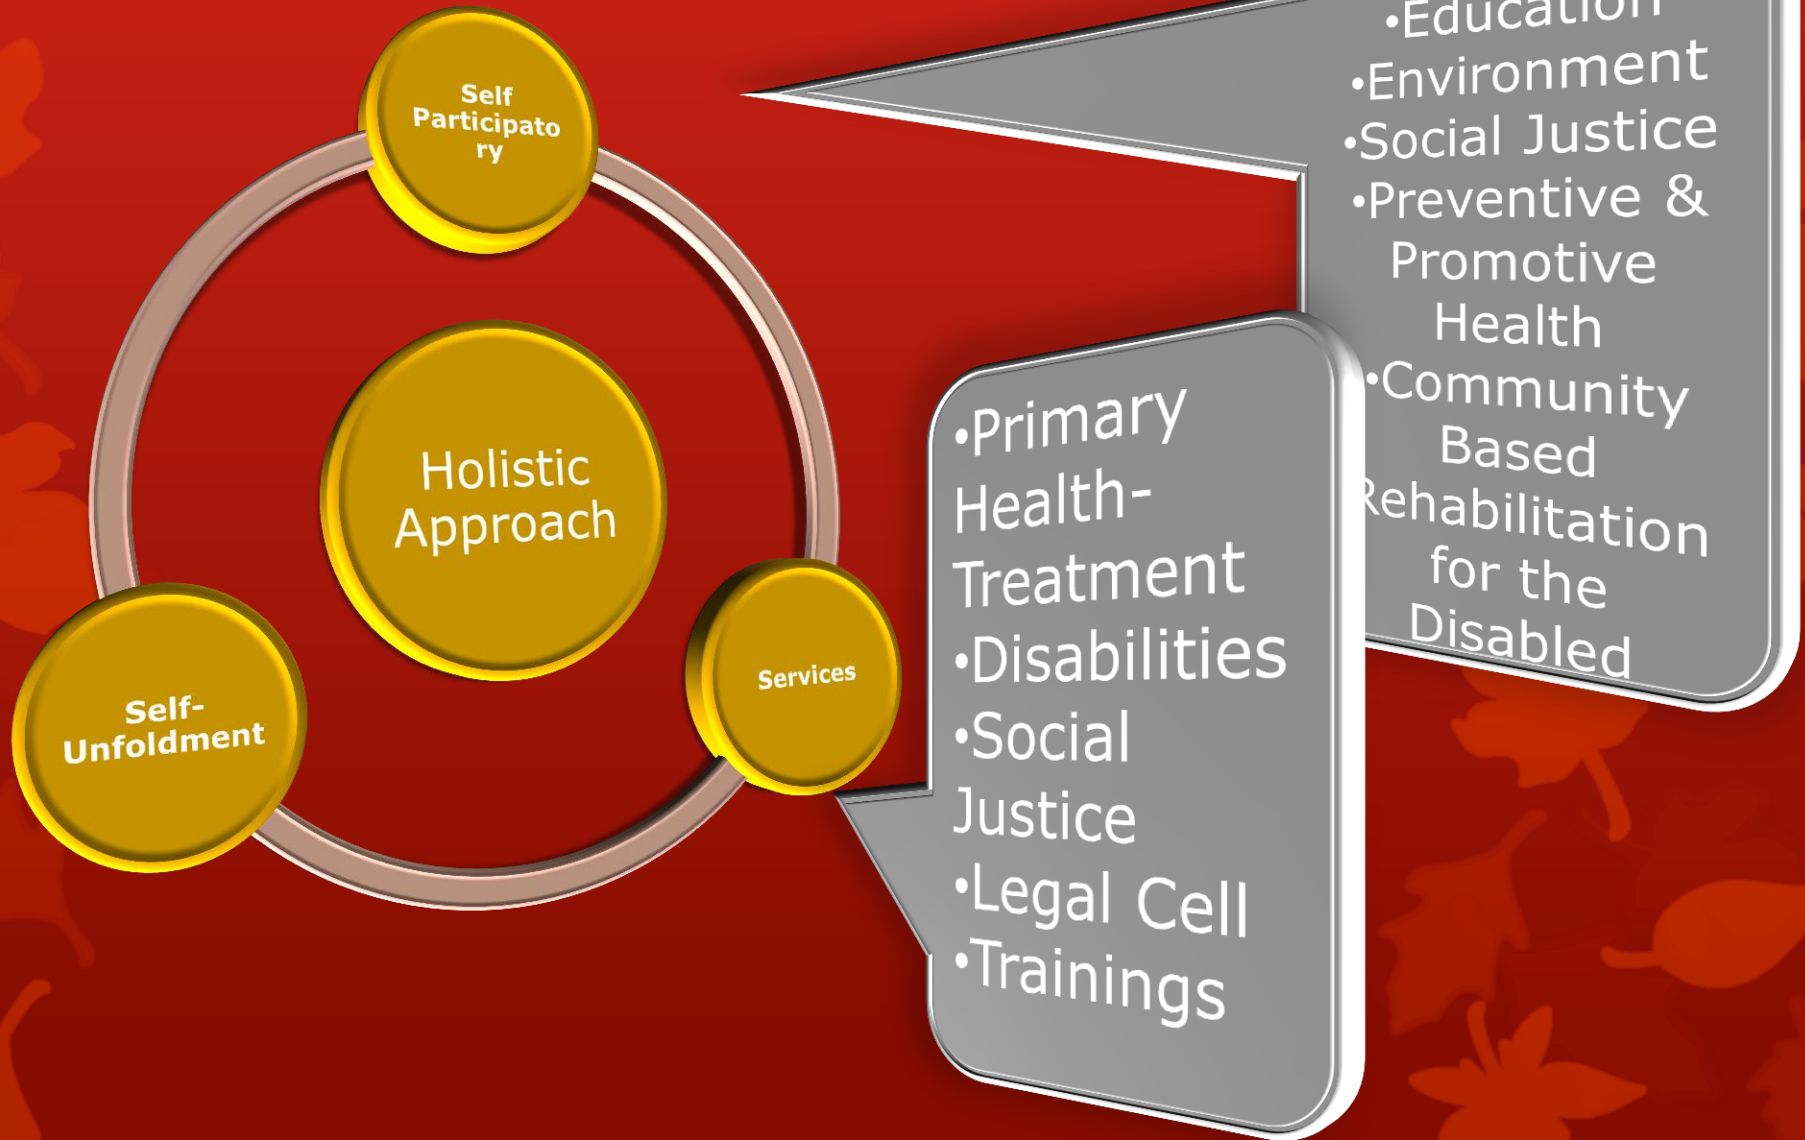 Self
Participato
ry
Holistic
Approach
Self-
Unfoldment
Services
•Education
•Environment
•Social Justice
•Preventive &
Promotive
Health
•Community
Based
Rehabilitation
for the
Disabled
•Primary
Health-
Treatment
•Disabilities
•Social
Justice
•Legal Cell
•Trainings